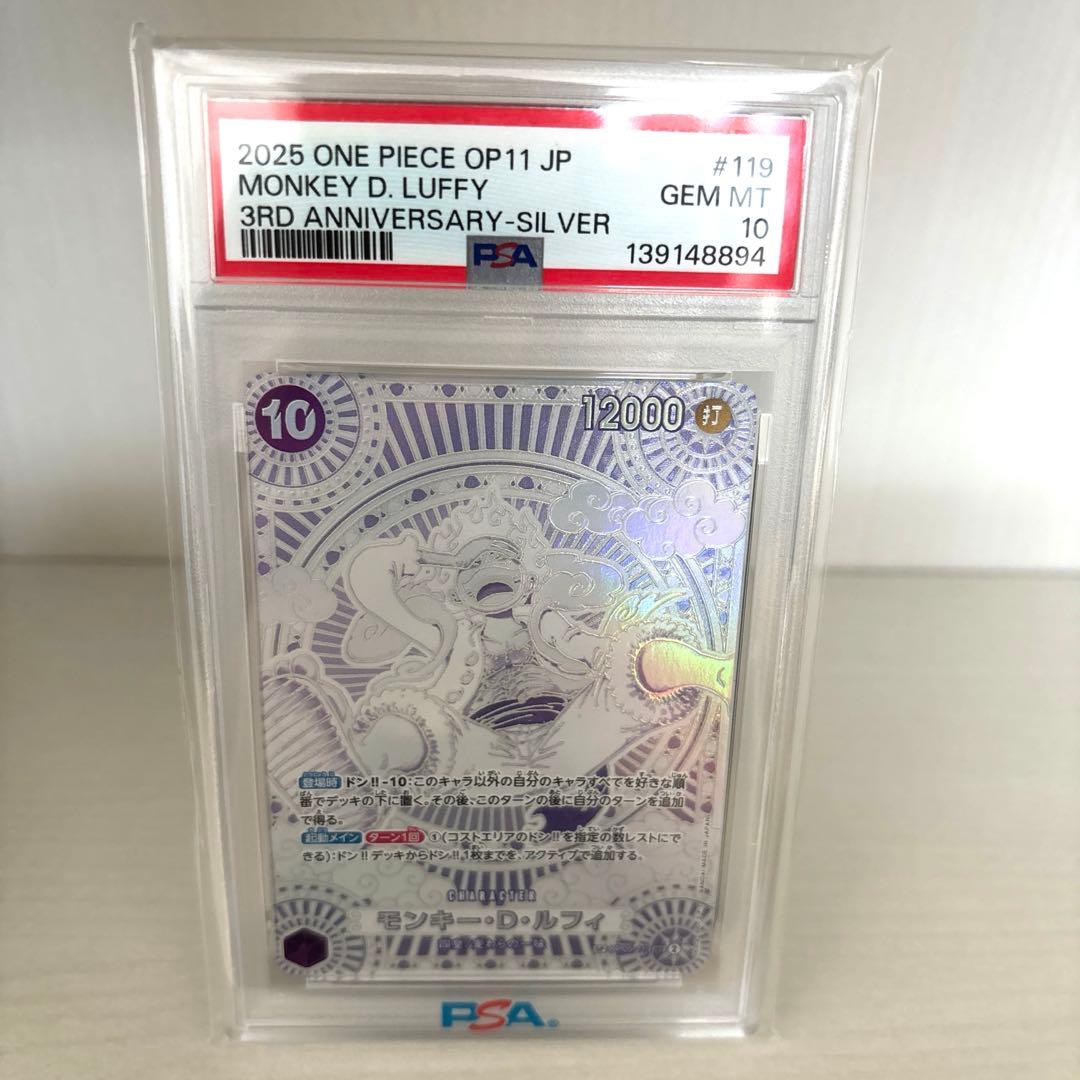 2025 ONE PIECE OP11 JP #119
MONKEY D. LUFFY GEM MT
3RD ANNIVERSARY-SILVER 10
PSA 139148894
10 12000 打
登場時 ドン!!-10:このキャラ以外の自分のキャラすべてを好きな順
番でデッキの下に置く。その後、このターンの後に自分のターンを追加
で得る。
起動メイン ターン1回 ①(コストエリアのドン!!を指定の数レストにで
きる):ドン!!デッキからドン!!1枚までを、アクティブで追加する。
CHARACTER
モンキー・D・ルフィ
PSA